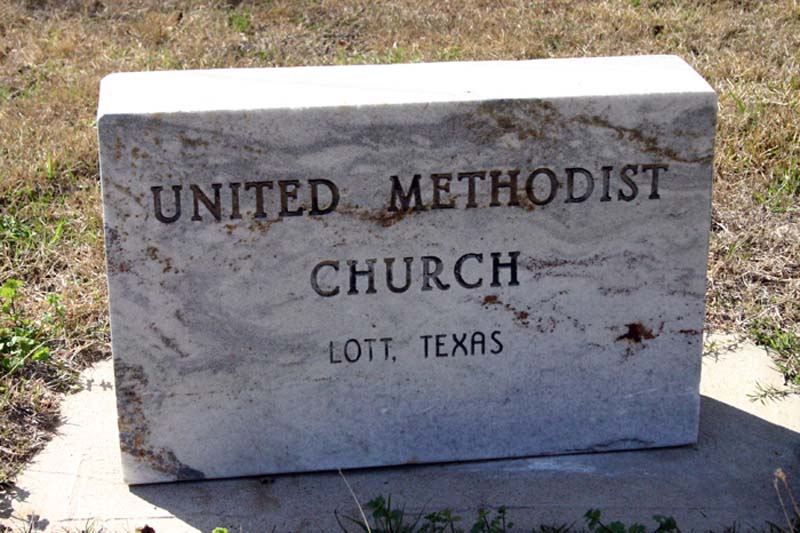 UNITED METHODIST
CHURCH
LOTT, TEXAS